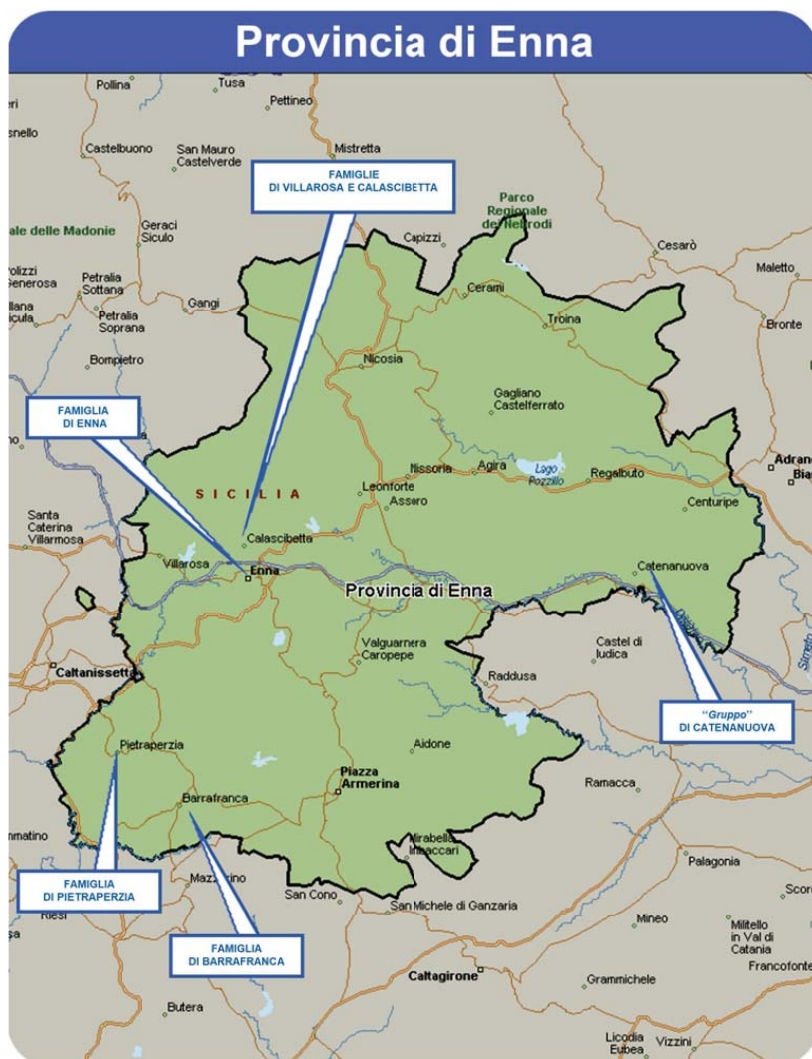 Provincia di Enna
Pollina
Tusa
Pettineo
Castelbuono
San Mauro
Castelverde
Mistretta
FAMIGLIE
DI VILLAROSA E CALASCIBETTA
Parco
Regionale
dei Nebrodi
Geraci
Siculo
ale delle Madonie
Capizzi
Cesarò
Maletto
Petralia
Sottana
Gangi
Petralia
Soprana
Cerami
Troina
Bronte
Bompietro
Nicosia
Gagliano
Castelferrato
FAMIGLIA
DI ENNA
SICILIA
Leonforte
Nissoria
Agira
Lago
Pozzillo
Regalbuto
Assoro
Centuripe
Santa
Caterina
Villarmosa
Calascibetta
Villarosa
Enna
Catenanuova
Provincia di Enna
Valguarnera
Caropepe
Castel di
Iudica
Caltanissetta
Raddusa
"Gruppo"
DI CATENANUOVA
Pietraperzia
Aidone
Piazza
Armerina
Ramacca
Barrafranca
Mirabella
Imbaccari
Palagonia
FAMIGLIA
DI PIETRAPERZIA
San Cono
San Michele di Ganzaria
Mineo
Militello
in Val di
Catania
FAMIGLIA
DI BARRAFRANCA
Francofonte
Caltagirone
Grammichele
Butera
Licodia
Eubea
Vizzini